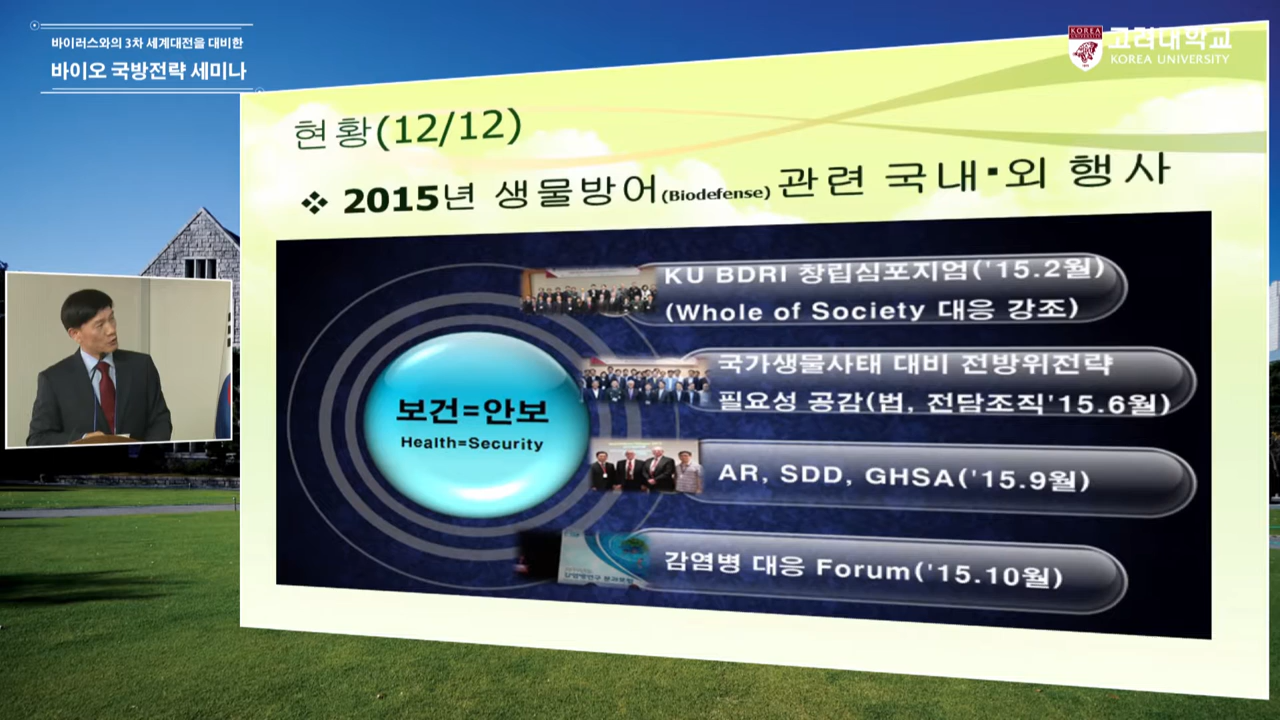 바이러스와의 3차 세계대전을 대비한
바이오 국방전략 세미나
KOREA
고려대학교
KOREA UNIVERSITY
현황(12/12)
❖ 2015년 생물방어(Biodefense) 관련 국내▪외 행사
보건=안보
Health=Security
KU BDRI 창립심포지엄('15.2월)
(Whole of Society 대응 강조)
국가생물사태 대비 전방위전략
필요성 공감(법, 전담조직'15.6월)
AR, SDD, GHSA('15.9월)
감염병 대응 Forum('15.10월)